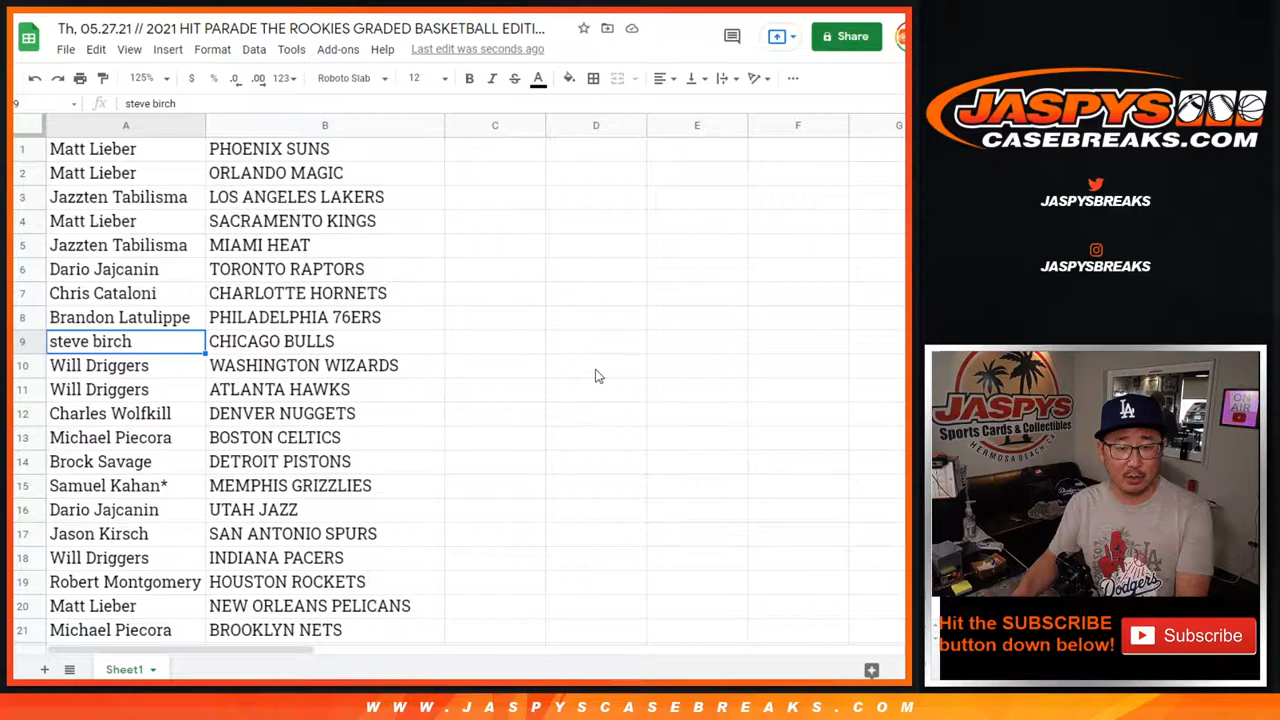 Th, 05.27.21 // 2021 HIT PARADE THE ROOKIES GRADED BASKETBALL EDITI...
File Edit View Insert Format Data Tools Add-ons Help Last edit was seconds ago
Share
125% $ % .0 .00 123 Roboto Slab 12 B I S A
9 fx steve birch
A B C D E F G
1 Matt Lieber PHOENIX SUNS
2 Matt Lieber ORLANDO MAGIC
3 Jazzten Tabilisma LOS ANGELES LAKERS
4 Matt Lieber SACRAMENTO KINGS
5 Jazzten Tabilisma MIAMI HEAT
6 Dario Jajcanin TORONTO RAPTORS
7 Chris Cataloni CHARLOTTE HORNETS
8 Brandon Latulippe PHILADELPHIA 76ERS
9 steve birch CHICAGO BULLS
10 Will Driggers WASHINGTON WIZARDS
11 Will Driggers ATLANTA HAWKS
12 Charles Wolfkill DENVER NUGGETS
13 Michael Piecora BOSTON CELTICS
14 Brock Savage DETROIT PISTONS
15 Samuel Kahan* MEMPHIS GRIZZLIES
16 Dario Jajcanin UTAH JAZZ
17 Jason Kirsch SAN ANTONIO SPURS
18 Will Driggers INDIANA PACERS
19 Robert Montgomery HOUSTON ROCKETS
20 Matt Lieber NEW ORLEANS PELICANS
21 Michael Piecora BROOKLYN NETS
Sheet1
JASPYS
CASEBREAKS.COM
JASPYSBREAKS
JASPYSBREAKS
JASPYS
Sports Cards & Collectibles
HERMOSA BEACH, CA
ON AIR
LA
Dodgers
Hit the SUBSCRIBE
button down below!
Subscribe
WWW.JASPYSCASEBREAKS.COM